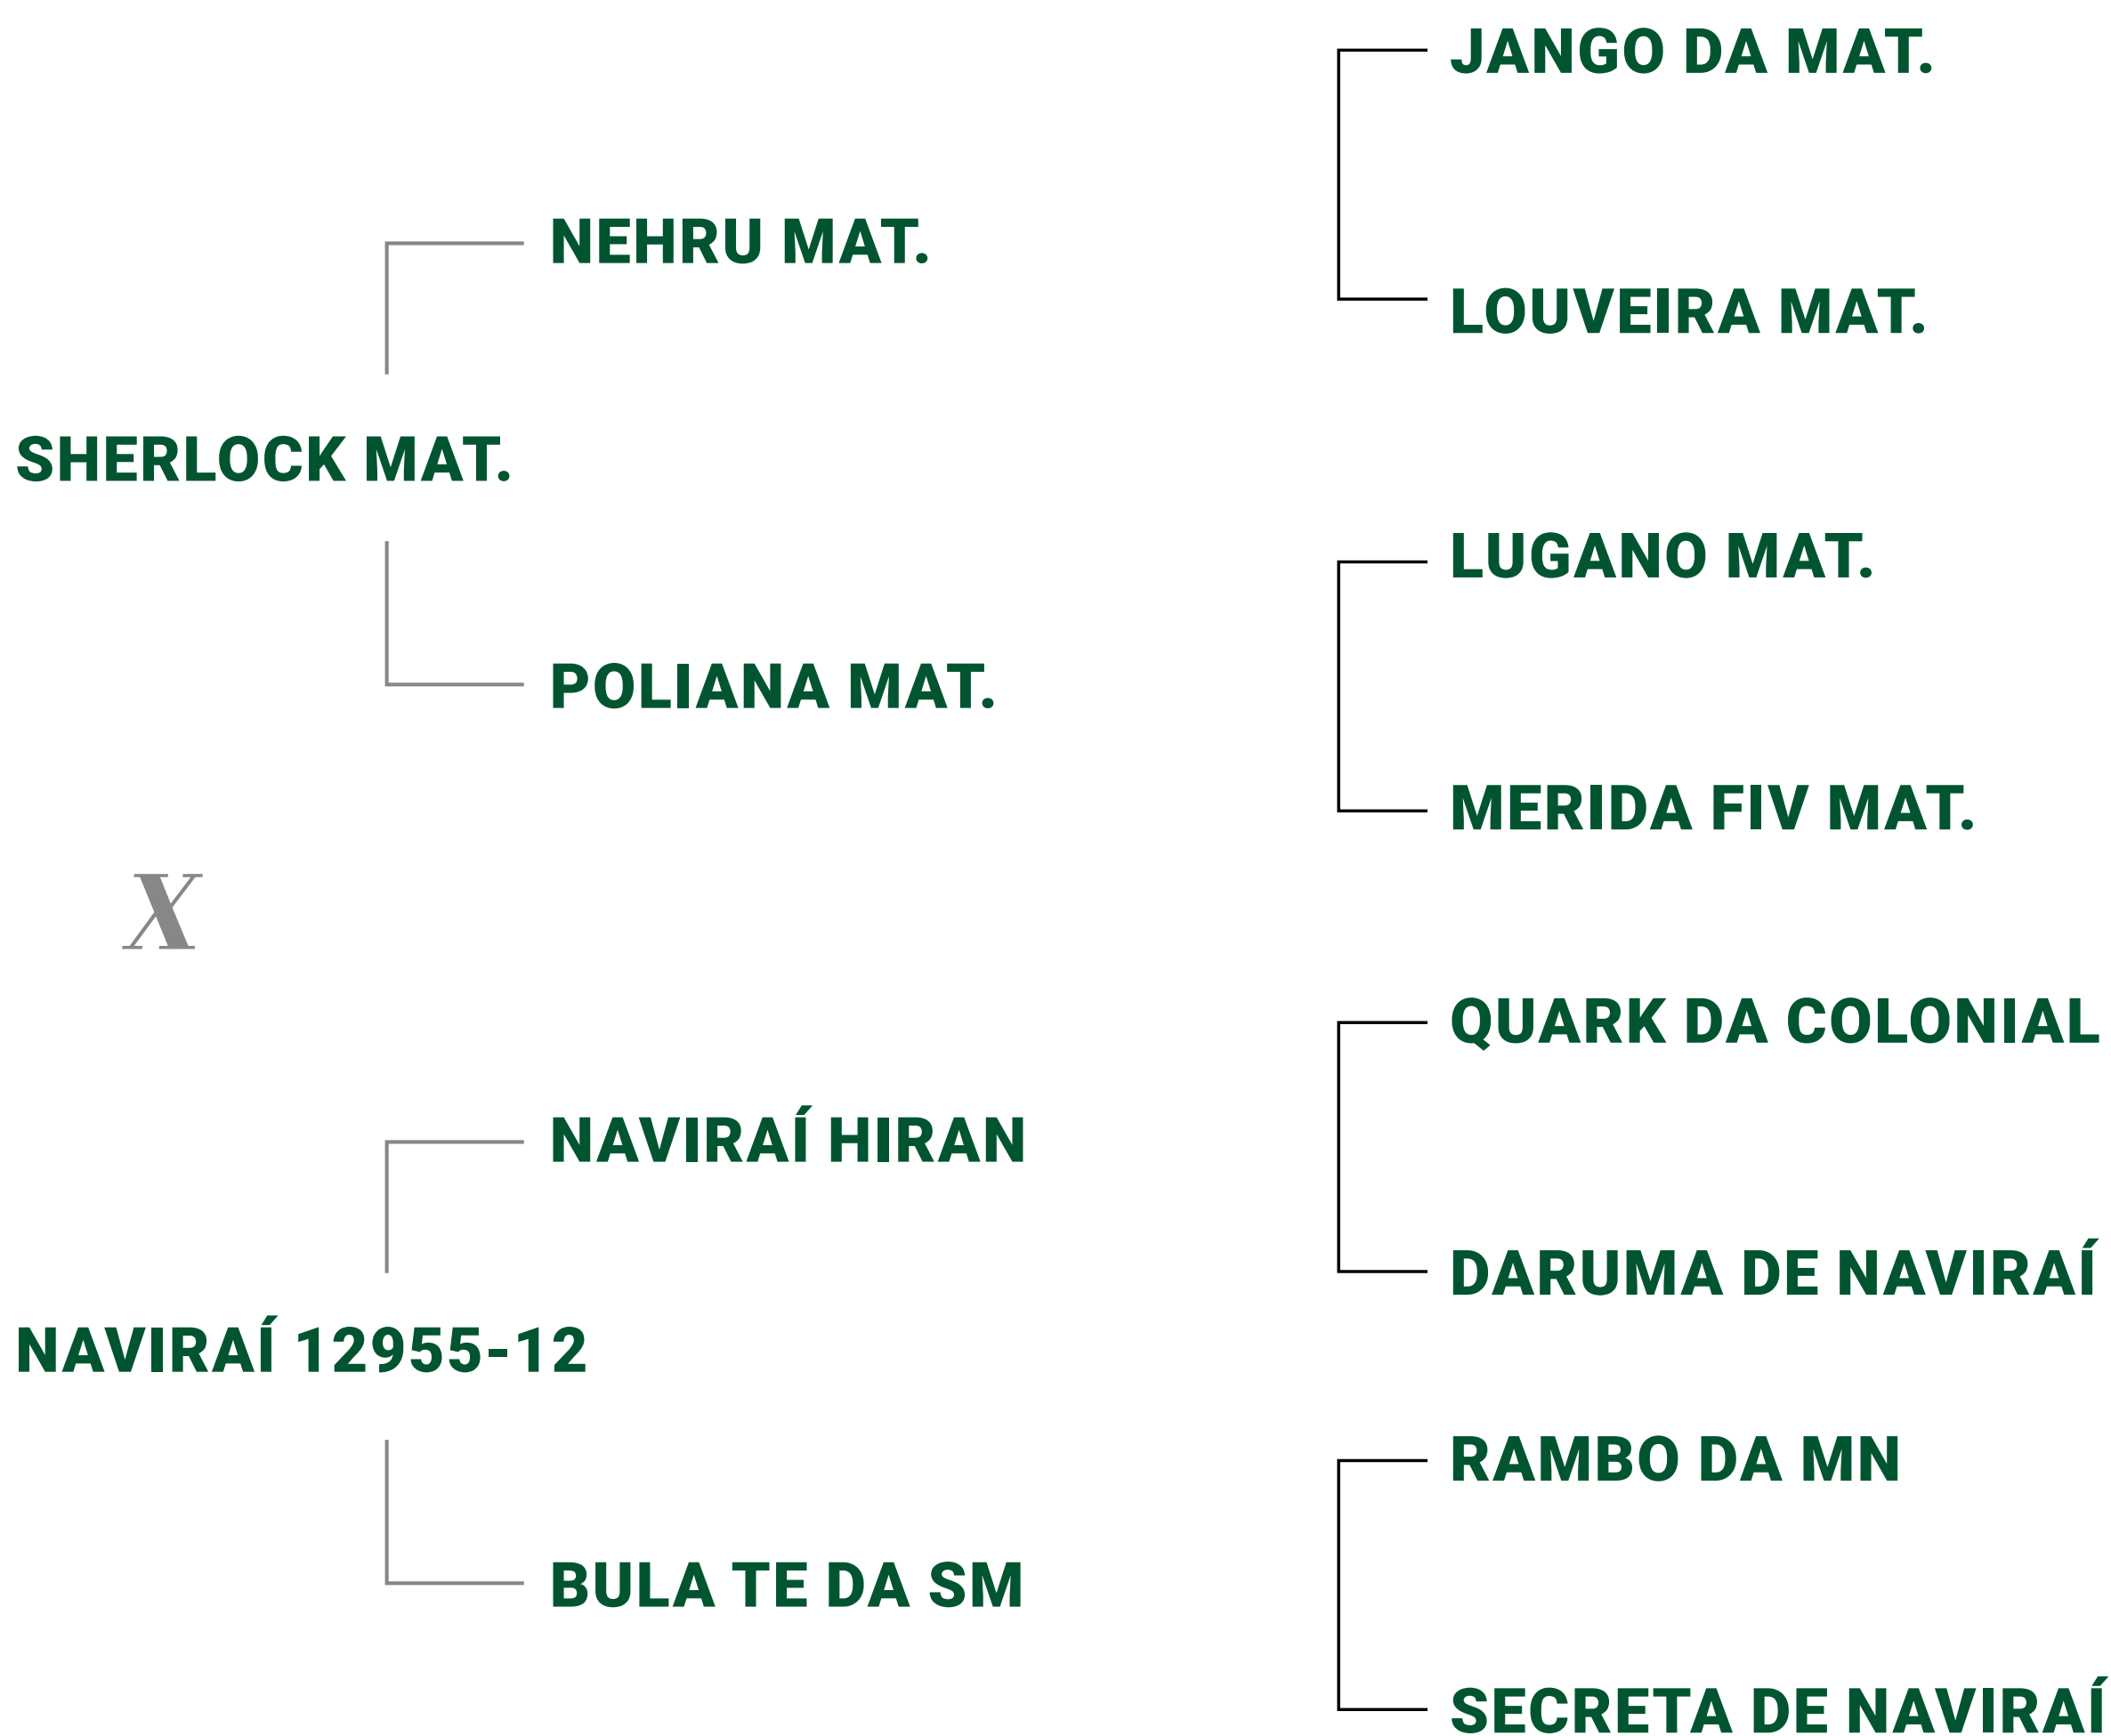 JANGO DA MAT.
NEHRU MAT.
LOUVEIRA MAT.
SHERLOCK MAT.
LUGANO MAT.
POLIANA MAT.
MERIDA FIV MAT.
X
QUARK DA COLONIAL
NAVIRAÍ HIRAN
DARUMA DE NAVIRAÍ
NAVIRAÍ 12955-12
RAMBO DA MN
BULA TE DA SM
SECRETA DE NAVIRAÍ